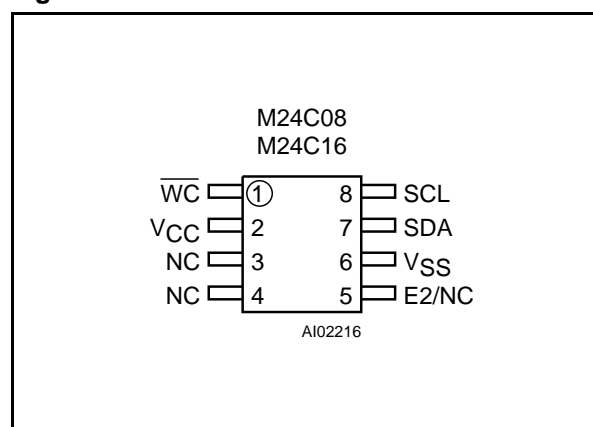 M24C08
M24C16
W̅C̅ 1 8 SCL
VCC 2 7 SDA
NC 3 6 VSS
NC 4 5 E2/NC
AI02216